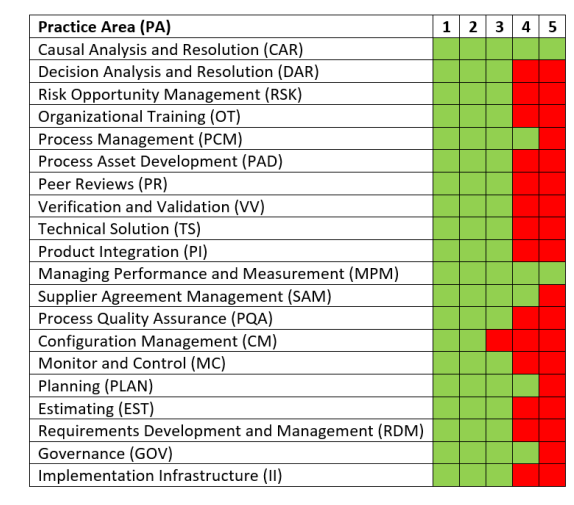 Practice Area (PA) 1 2 3 4 5
Causal Analysis and Resolution (CAR)
Decision Analysis and Resolution (DAR)
Risk Opportunity Management (RSK)
Organizational Training (OT)
Process Management (PCM)
Process Asset Development (PAD)
Peer Reviews (PR)
Verification and Validation (VV)
Technical Solution (TS)
Product Integration (PI)
Managing Performance and Measurement (MPM)
Supplier Agreement Management (SAM)
Process Quality Assurance (PQA)
Configuration Management (CM)
Monitor and Control (MC)
Planning (PLAN)
Estimating (EST)
Requirements Development and Management (RDM)
Governance (GOV)
Implementation Infrastructure (II)